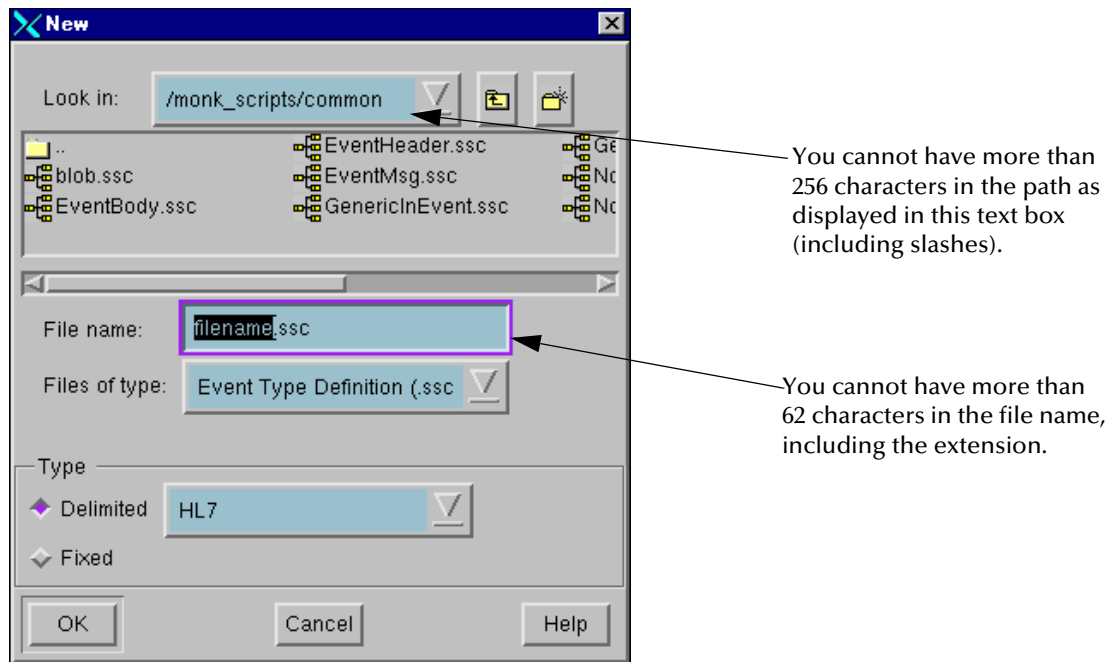 New
Look in: /monk_scripts/common
.. EventHeader.ssc Ge
blob.ssc EventMsg.ssc No
EventBody.ssc GenericInEvent.ssc No
You cannot have more than
256 characters in the path as
displayed in this text box
(including slashes).
File name: filename.ssc
Files of type: Event Type Definition (.ssc
You cannot have more than
62 characters in the file name,
including the extension.
Type
Delimited HL7
Fixed
OK Cancel Help